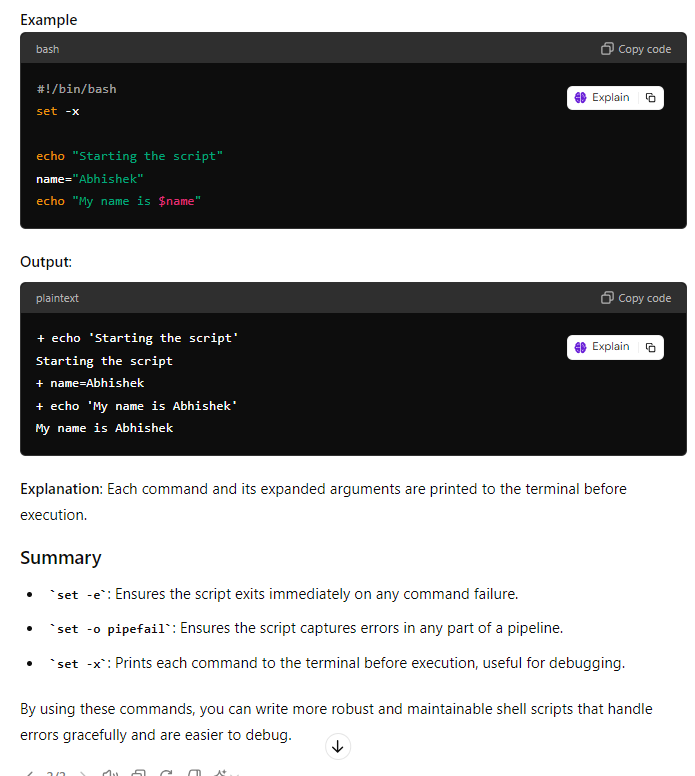 Example
bash
Copy code
#!/bin/bash
Explain
set -x
echo "Starting the script"
name="Abhishek"
echo "My name is $name"
Output:
plaintext
Copy code
+ echo 'Starting the script'
Explain
Starting the script
+ name=Abhishek
+ echo 'My name is Abhishek'
My name is Abhishek
Explanation: Each command and its expanded arguments are printed to the terminal before
execution.
Summary
• `set -e`: Ensures the script exits immediately on any command failure.
• `set -o pipefail`: Ensures the script captures errors in any part of a pipeline.
• `set -x`: Prints each command to the terminal before execution, useful for debugging.
By using these commands, you can write more robust and maintainable shell scripts that handle
errors gracefully and are easier to debug.